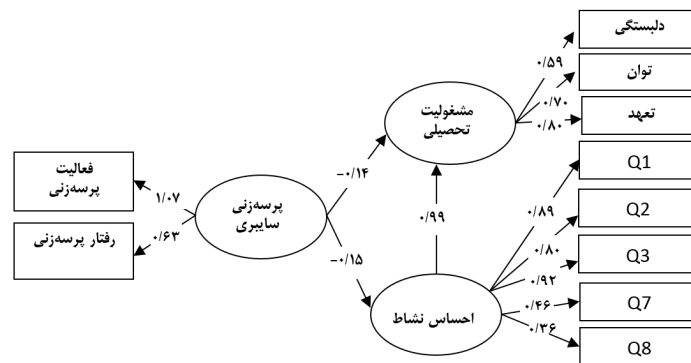 دلبستگی
توان
تعهد
Q1
Q2
Q3
Q7
Q8
۰/۵۹
۰/۷۰
۰/۸۰
مشغولیت
تحصیلی
-۰/۱۴
۰/۹۹
۰/۸۹
۰/۸۰
۰/۹۲
۰/۴۶
۰/۳۶
احساس نشاط
-۰/۱۵
پرسه‌زنی
سایبری
۱/۰۷
۰/۶۳
فعالیت
پرسه‌زنی
رفتار پرسه‌زنی